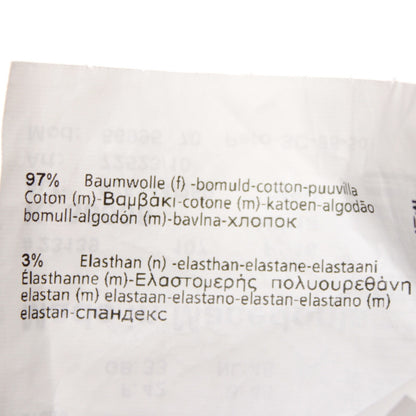 97% Baumwolle (f) -bomuld-cotton-puuvilla
Coton (m)-Βαμβάκι-cotone (m)-katoen-algodão
bomull-algodón (m)-bavlna-хлопок
3% Elasthan (n) -elasthan-elastane-elastaani
Élasthanne (m)-Ελαστομερής πολυουρεθάνη
elastan (m) elastaan-elastano-elastan-elastano (m)
elastan-спандекс